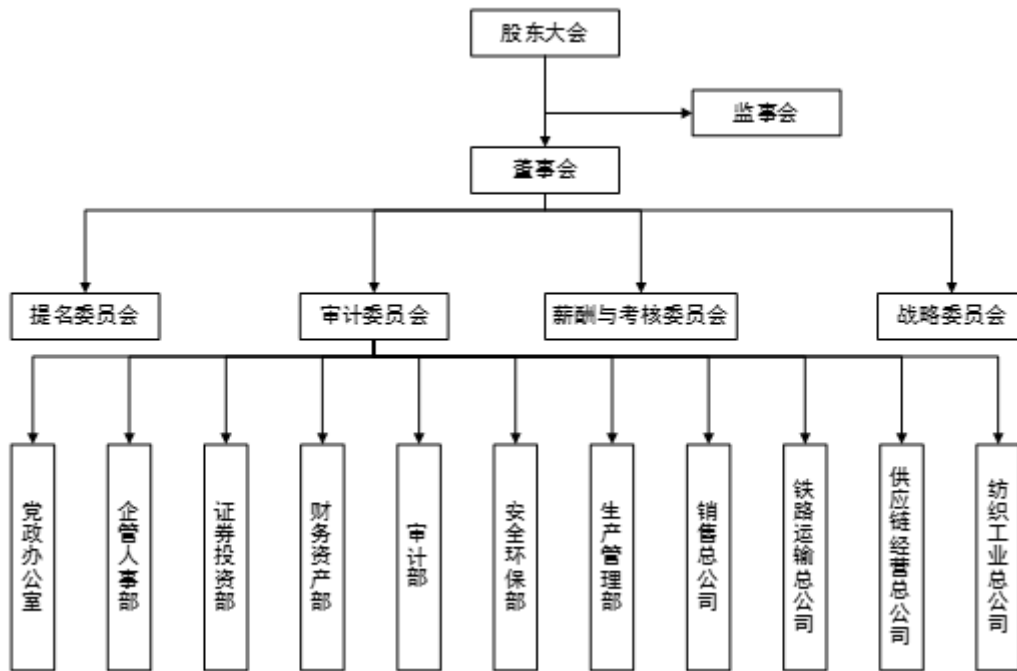 股东大会
监事会
董事会
提名委员会
审计委员会
薪酬与考核委员会
战略委员会
党政办公室
企管人事部
证券投资部
财务资产部
审计部
安全环保部
生产管理部
销售总公司
铁路运输总公司
供应链经营总公司
纺织工业总公司